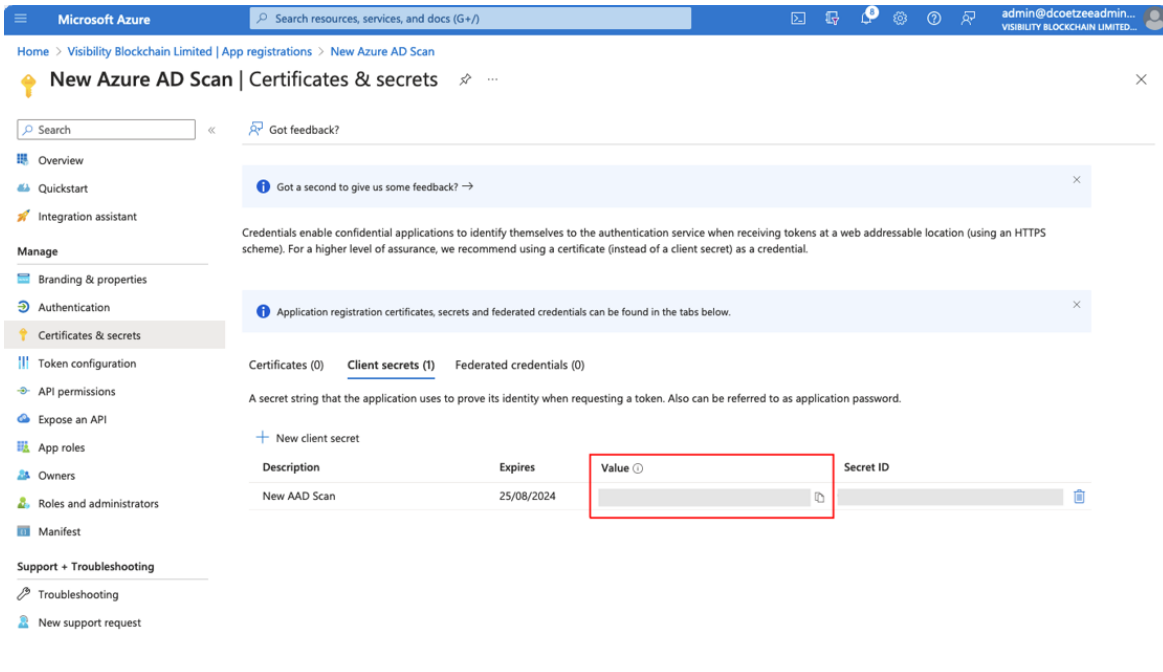 Microsoft Azure
Search resources, services, and docs (G+/)
8
admin@dcoetzeeadmin...
VISIBILITY BLOCKCHAIN LIMITED...
Home > Visibility Blockchain Limited | App registrations > New Azure AD Scan
New Azure AD Scan | Certificates & secrets
Search
Got feedback?
Overview
Quickstart
Integration assistant
Manage
Branding & properties
Authentication
Certificates & secrets
Token configuration
API permissions
Expose an API
App roles
Owners
Roles and administrators
Manifest
Support + Troubleshooting
Troubleshooting
New support request
Got a second to give us some feedback? →
Credentials enable confidential applications to identify themselves to the authentication service when receiving tokens at a web addressable location (using an HTTPS
scheme). For a higher level of assurance, we recommend using a certificate (instead of a client secret) as a credential.
Application registration certificates, secrets and federated credentials can be found in the tabs below.
Certificates (0) Client secrets (1) Federated credentials (0)
A secret string that the application uses to prove its identity when requesting a token. Also can be referred to as application password.
New client secret
Description Expires Value Secret ID
New AAD Scan 25/08/2024